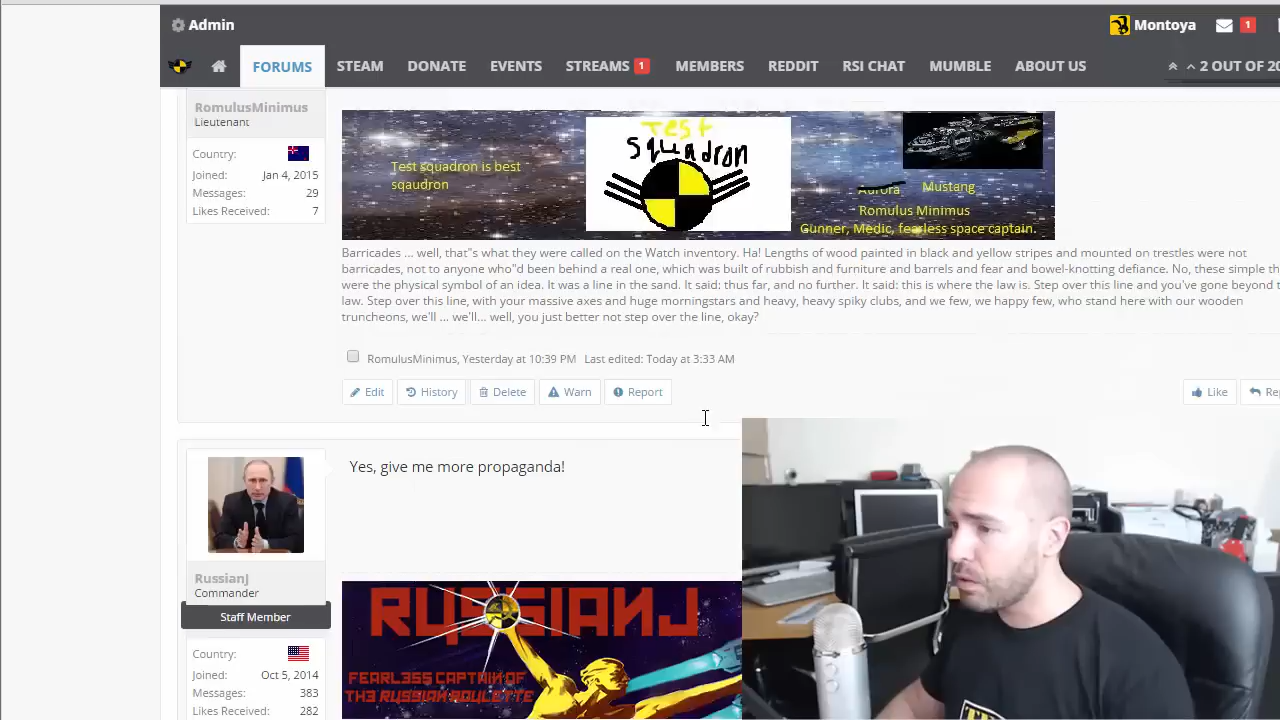 Admin
Montoya
1
FORUMS
STEAM
DONATE
EVENTS
STREAMS 1
MEMBERS
REDDIT
RSI CHAT
MUMBLE
ABOUT US
2 OUT OF 20
RomulusMinimus
Lieutenant
Country:
Joined: Jan 4, 2015
Messages: 29
Likes Received: 7
Test squadron is best
sqaudron
Test
Squadron
Aurora Mustang
Romulus Minimus
Gunner, Medic, fearless space captain.
Barricades ... well, that"s what they were called on the Watch inventory. Ha! Lengths of wood painted in black and yellow stripes and mounted on trestles were not
barricades, not to anyone who"d been behind a real one, which was built of rubbish and furniture and barrels and fear and bowel-knotting defiance. No, these simple th
were the physical symbol of an idea. It was a line in the sand. It said: thus far, and no further. It said: this is where the law is. Step over this line and you've gone beyond t
law. Step over this line, with your massive axes and huge morningstars and heavy, heavy spiky clubs, and we few, we happy few, who stand here with our wooden
truncheons, we'll ... we'll... well, you just better not step over the line, okay?
RomulusMinimus, Yesterday at 10:39 PM Last edited: Today at 3:33 AM
Edit
History
Delete
Warn
Report
Like
Rep
Yes, give me more propaganda!
RussianJ
Commander
Staff Member
Country:
Joined: Oct 5, 2014
Messages: 383
Likes Received: 282
RUSSIANJ
FEARL3SS CAPTAIN OF
TH3 RUSSIAN ROUL3TT3